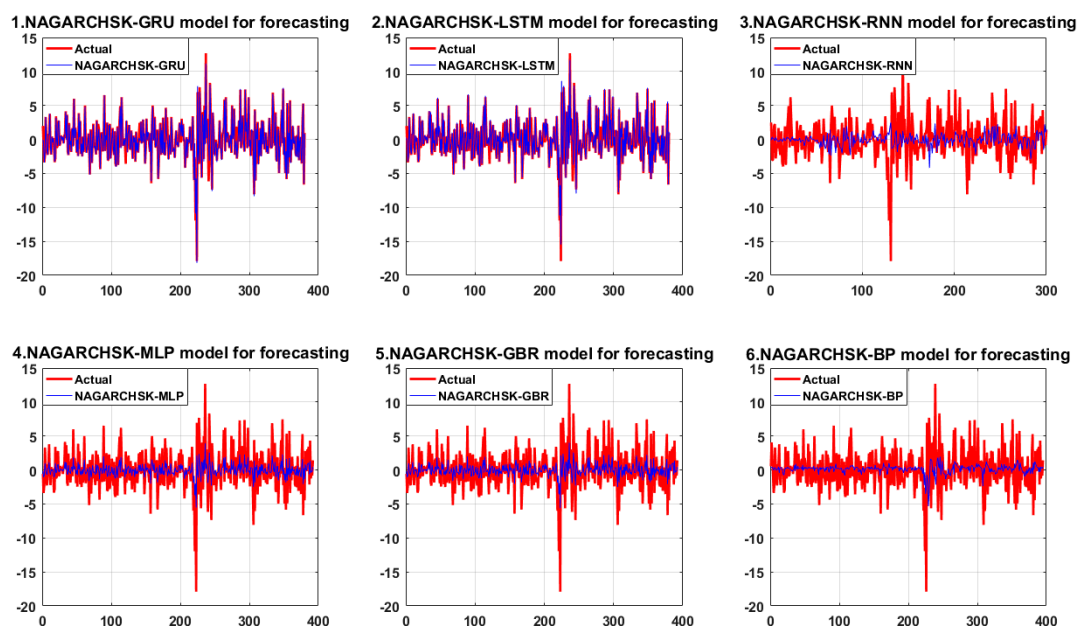 1.NAGARCHSK-GRU model for forecasting
15
10
5
0
-5
-10
-15
-20
0 100 200 300 400
Actual
NAGARCHSK-GRU
2.NAGARCHSK-LSTM model for forecasting
15
10
5
0
-5
-10
-15
-20
0 100 200 300 400
Actual
NAGARCHSK-LSTM
3.NAGARCHSK-RNN model for forecasting
15
10
5
0
-5
-10
-15
-20
0 100 200 300
Actual
NAGARCHSK-RNN
4.NAGARCHSK-MLP model for forecasting
15
10
5
0
-5
-10
-15
-20
0 100 200 300 400
Actual
NAGARCHSK-MLP
5.NAGARCHSK-GBR model for forecasting
15
10
5
0
-5
-10
-15
-20
0 100 200 300 400
Actual
NAGARCHSK-GBR
6.NAGARCHSK-BP model for forecasting
15
10
5
0
-5
-10
-15
-20
0 100 200 300 400
Actual
NAGARCHSK-BP